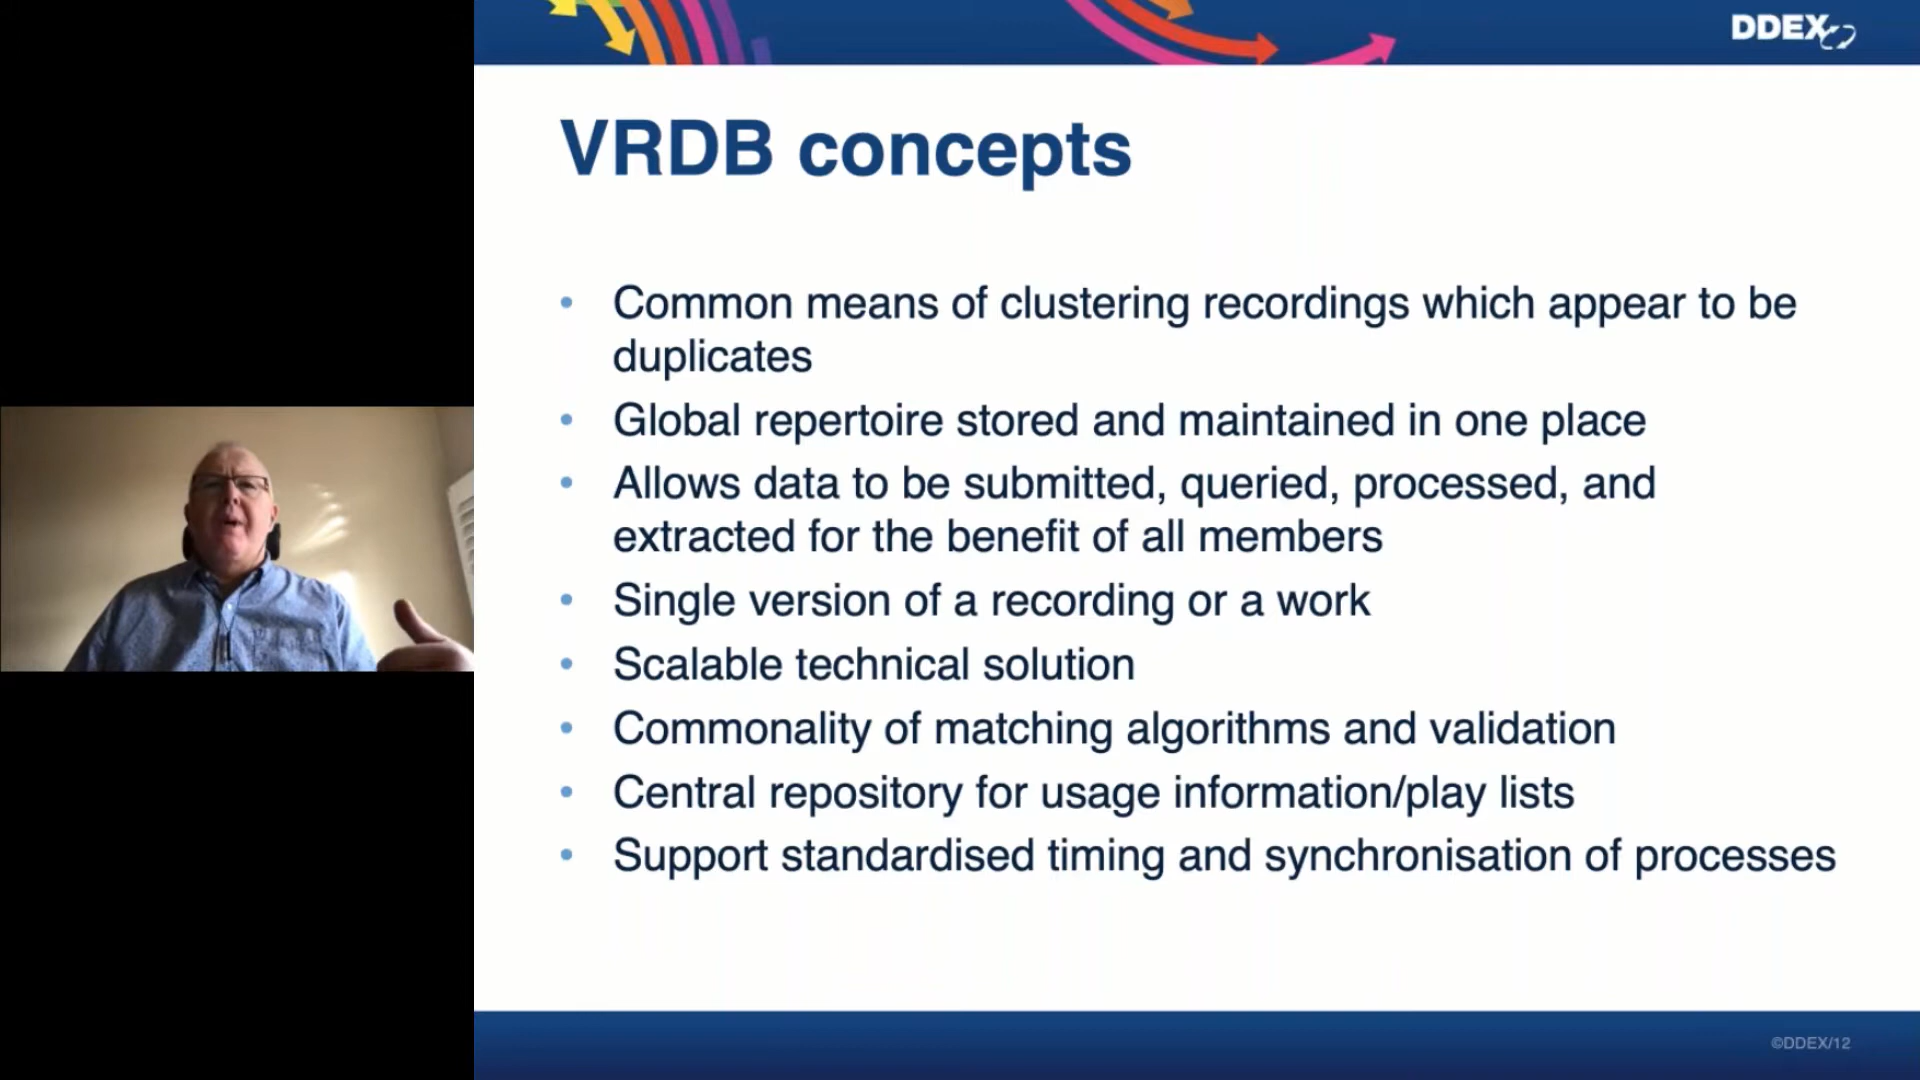 DDEX
VRDB concepts
• Common means of clustering recordings which appear to be
duplicates
• Global repertoire stored and maintained in one place
• Allows data to be submitted, queried, processed, and
extracted for the benefit of all members
• Single version of a recording or a work
• Scalable technical solution
• Commonality of matching algorithms and validation
• Central repository for usage information/play lists
• Support standardised timing and synchronisation of processes
©DDEX/12